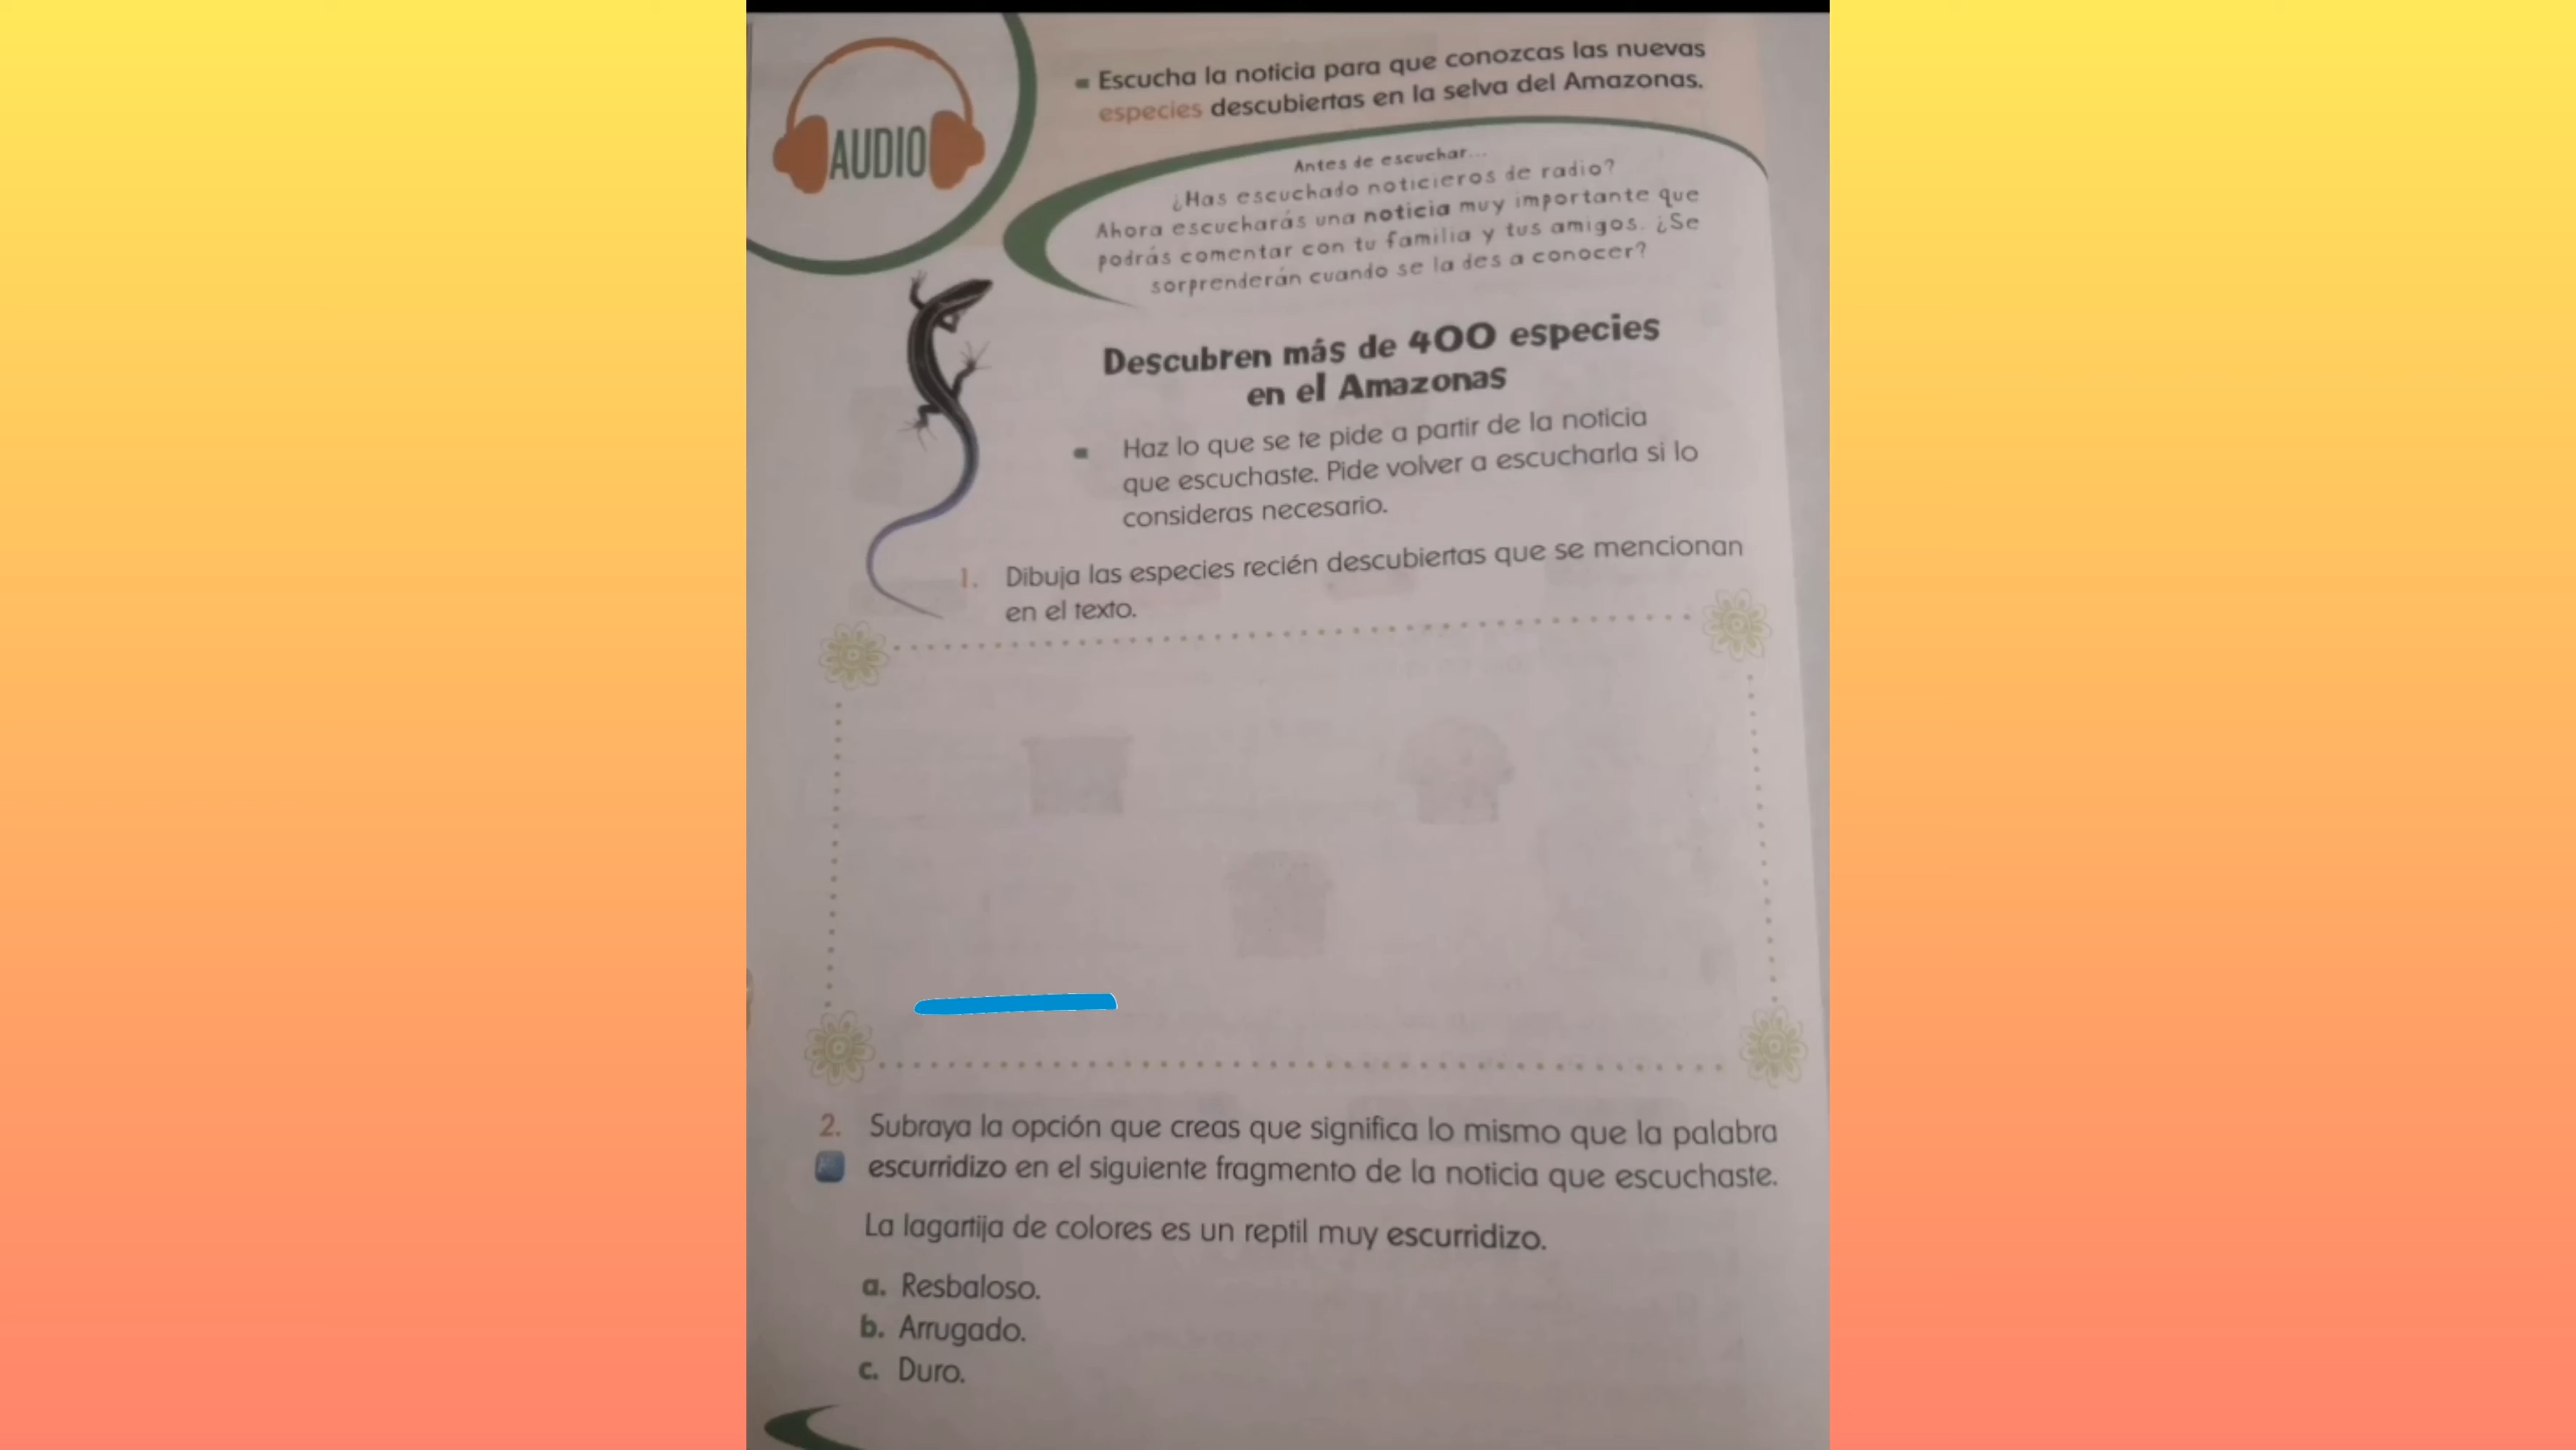 AUDIO
Escucha la noticia para que conozcas las nuevas
especies descubiertas en la selva del Amazonas.
Antes de escuchar...
¿Has escuchado noticieros de radio?
Ahora escucharás una noticia muy importante que
podrás comentar con tu familia y tus amigos. ¿Se
sorprenderán cuando se la des a conocer?
Descubren más de 400 especies
en el Amazonas
Haz lo que se te pide a partir de la noticia
que escuchaste. Pide volver a escucharla si lo
consideras necesario.
1. Dibuja las especies recién descubiertas que se mencionan
en el texto.
2. Subraya la opción que creas que significa lo mismo que la palabra
escurridizo en el siguiente fragmento de la noticia que escuchaste.
La lagartija de colores es un reptil muy escurridizo.
a. Resbaloso.
b. Arrugado.
c. Duro.